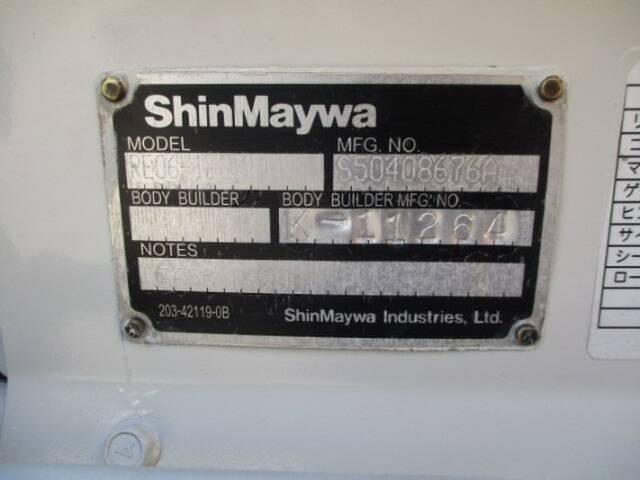 ShinMaywa
MODEL MFG. NO.
S50408676A
BODY BUILDER BODY BUILDER MFG. NO.
K-11264
NOTES
203-42119-0B ShinMaywa Industries, Ltd.